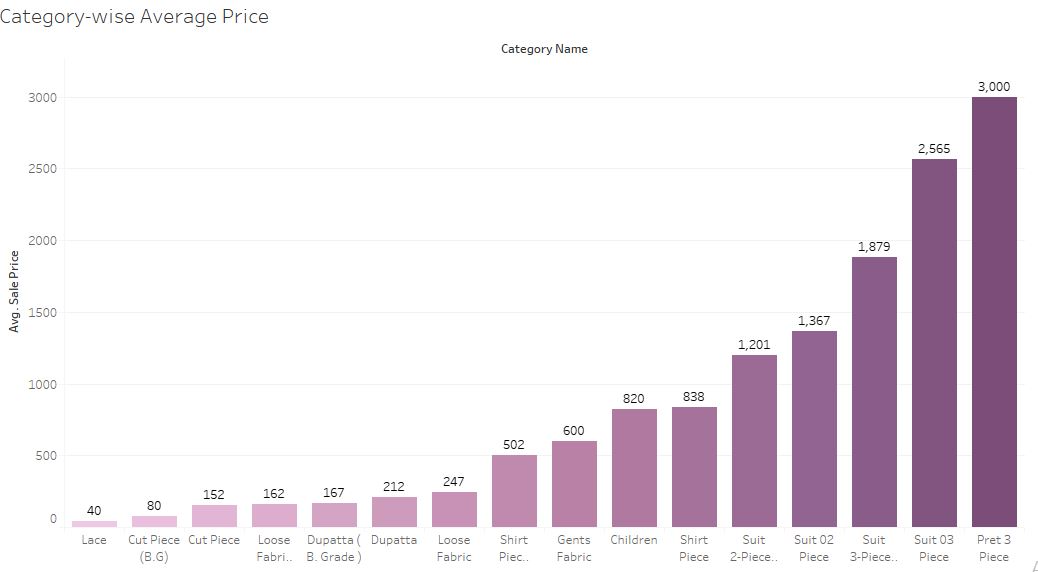 Category-wise Average Price
Category Name
3,000
3000
2,565
2500
2000
1,879
Avg. Sale Price
1500
1,367
1,201
1000
820
838
600
502
500
247
212
167
162
152
80
40
0
Lace
Cut Piece
(B.G)
Cut Piece
Loose
Fabri..
Dupatta (
B. Grade )
Dupatta
Loose
Fabric
Shirt
Piec..
Gents
Fabric
Children
Shirt
Piece
Suit
2-Piece..
Suit 02
Piece
Suit
3-Piece..
Suit 03
Piece
Pret 3
Piece